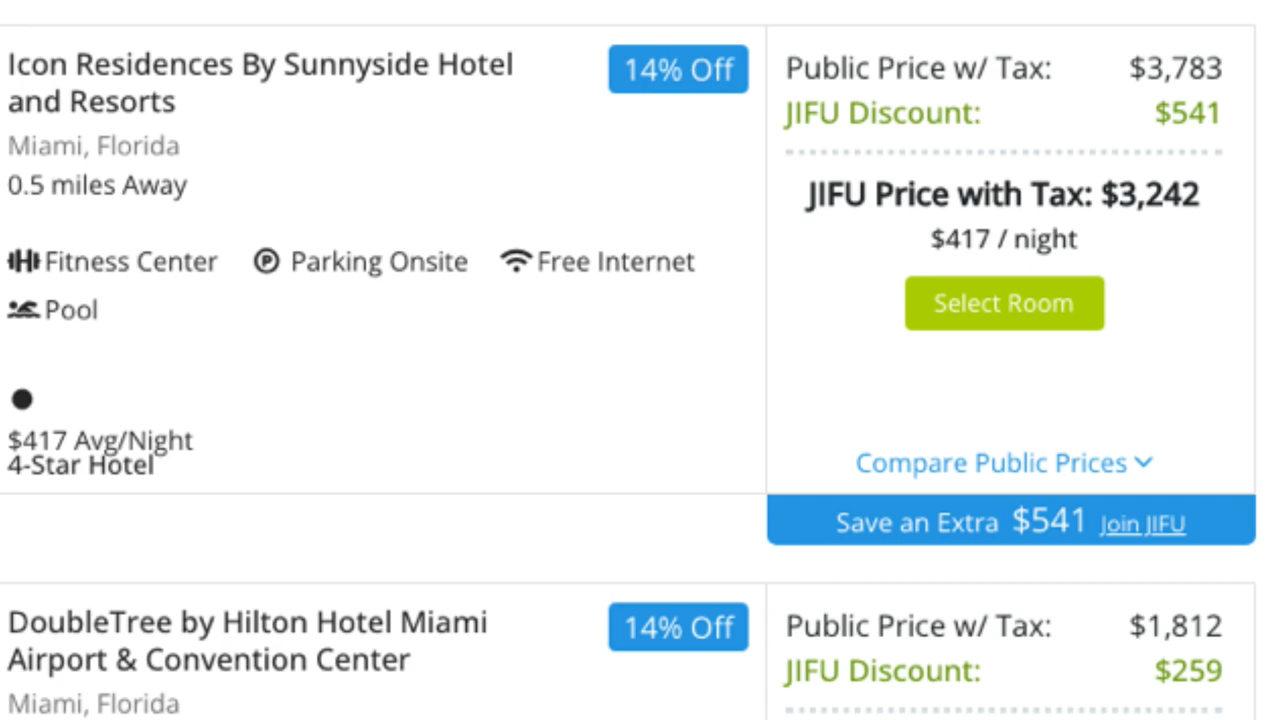 Icon Residences By Sunnyside Hotel
and Resorts
14% Off
Miami, Florida
0.5 miles Away
Fitness Center
Parking Onsite
Free Internet
Pool
$417 Avg/Night
4-Star Hotel
Public Price w/ Tax: $3,783
JIFU Discount: $541
JIFU Price with Tax: $3,242
$417 / night
Select Room
Compare Public Prices
Save an Extra $541 Join JIFU
DoubleTree by Hilton Hotel Miami
Airport & Convention Center
14% Off
Miami, Florida
Public Price w/ Tax: $1,812
JIFU Discount: $259